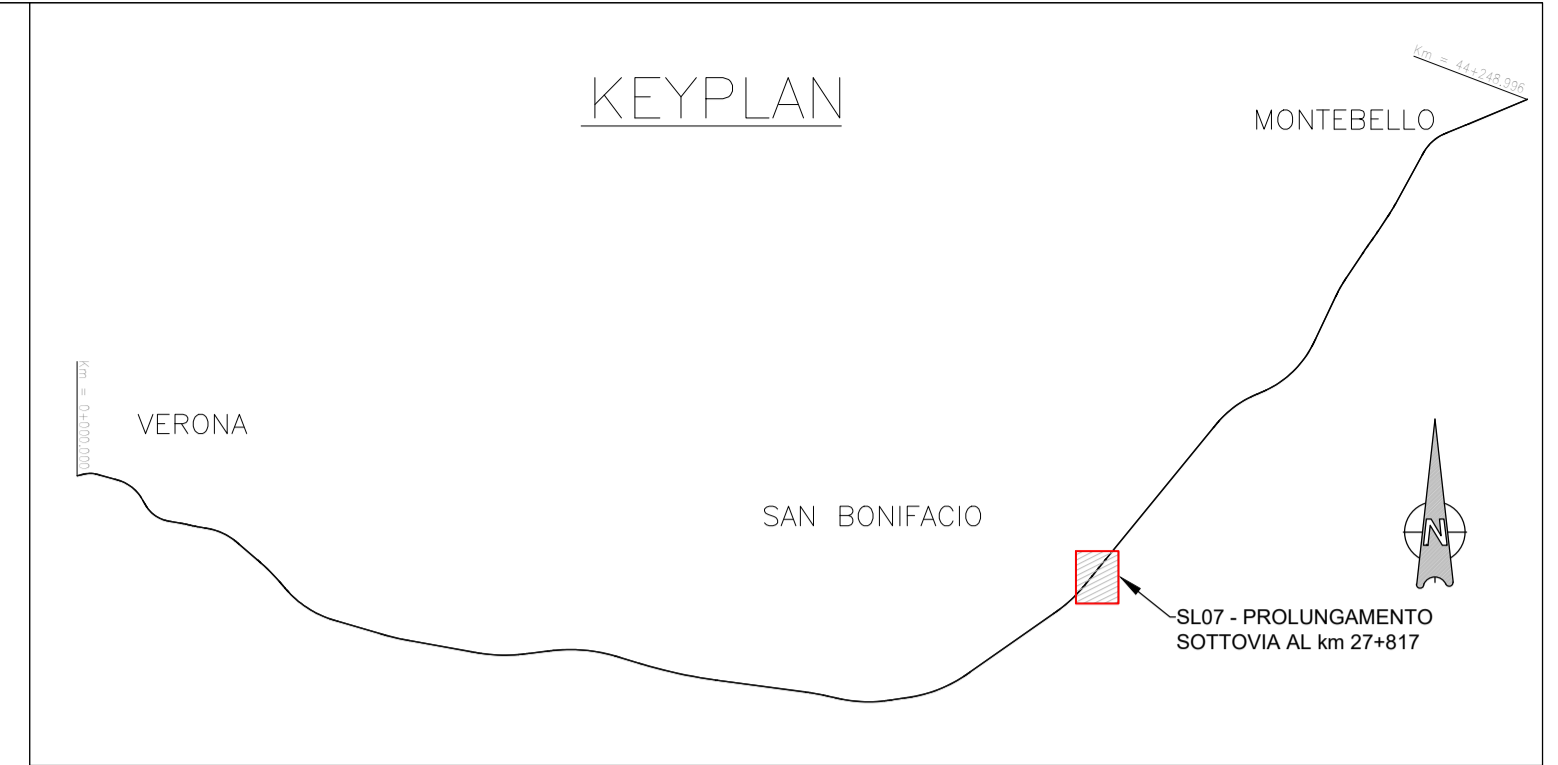 KEYPLAN
Km = 44+248.996
MONTEBELLO
Km = 0+000.000
VERONA
SAN BONIFACIO
N
SL07 - PROLUNGAMENTO
SOTTOVIA AL km 27+817